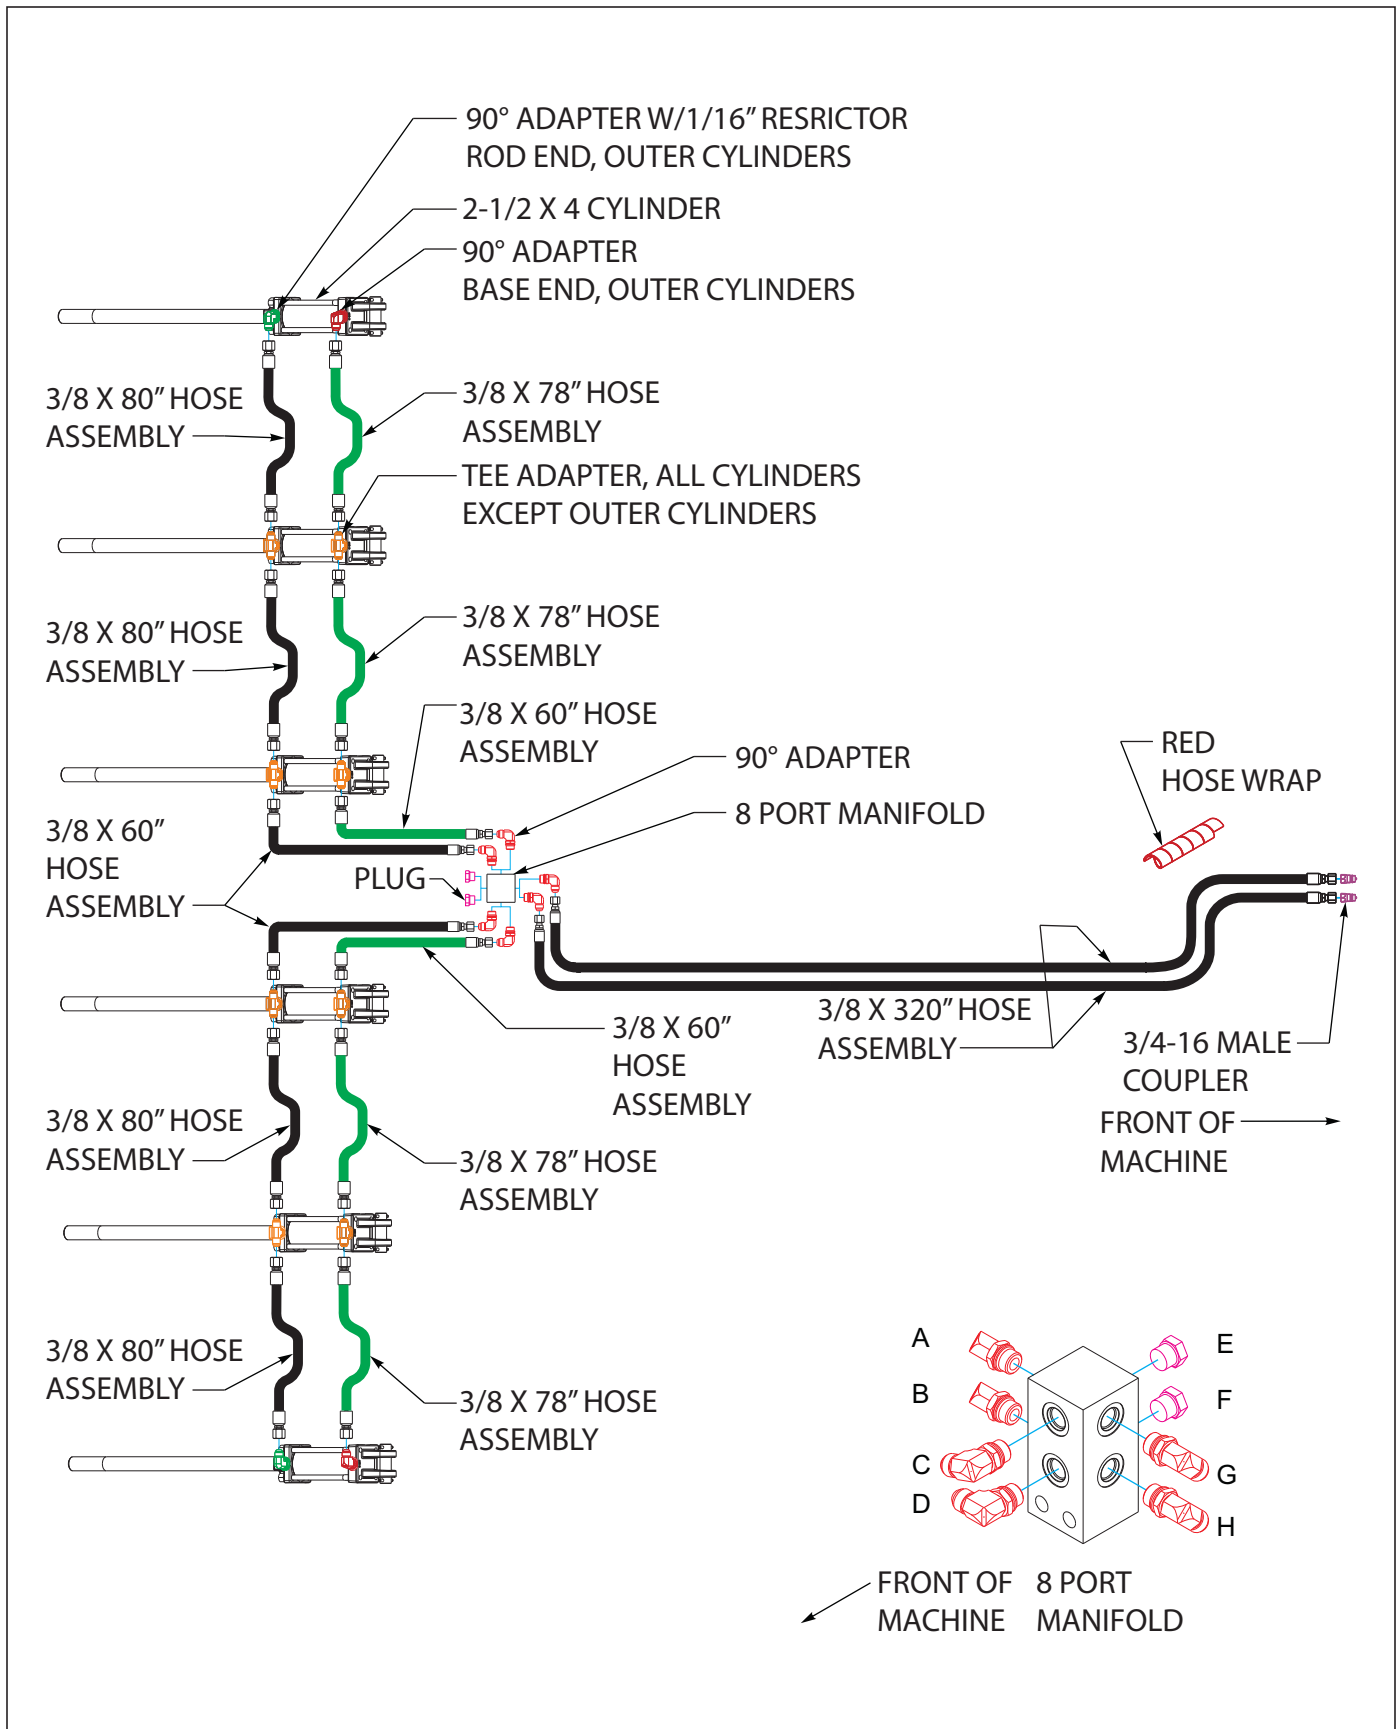 90° ADAPTER W/1/16” RESRICTOR
ROD END, OUTER CYLINDERS
2-1/2 X 4 CYLINDER
90° ADAPTER
BASE END, OUTER CYLINDERS
3/8 X 80” HOSE
ASSEMBLY
3/8 X 78” HOSE
ASSEMBLY
TEE ADAPTER, ALL CYLINDERS
EXCEPT OUTER CYLINDERS
3/8 X 80” HOSE
ASSEMBLY
3/8 X 78” HOSE
ASSEMBLY
3/8 X 60” HOSE
ASSEMBLY
90° ADAPTER
8 PORT MANIFOLD
RED
HOSE WRAP
3/8 X 60”
HOSE
ASSEMBLY
PLUG
3/8 X 320” HOSE
ASSEMBLY
3/8 X 60”
HOSE
ASSEMBLY
3/4-16 MALE
COUPLER
FRONT OF
MACHINE
3/8 X 80” HOSE
ASSEMBLY
3/8 X 78” HOSE
ASSEMBLY
3/8 X 80” HOSE
ASSEMBLY
3/8 X 78” HOSE
ASSEMBLY
A
B
C
D
E
F
G
H
FRONT OF
MACHINE
8 PORT
MANIFOLD